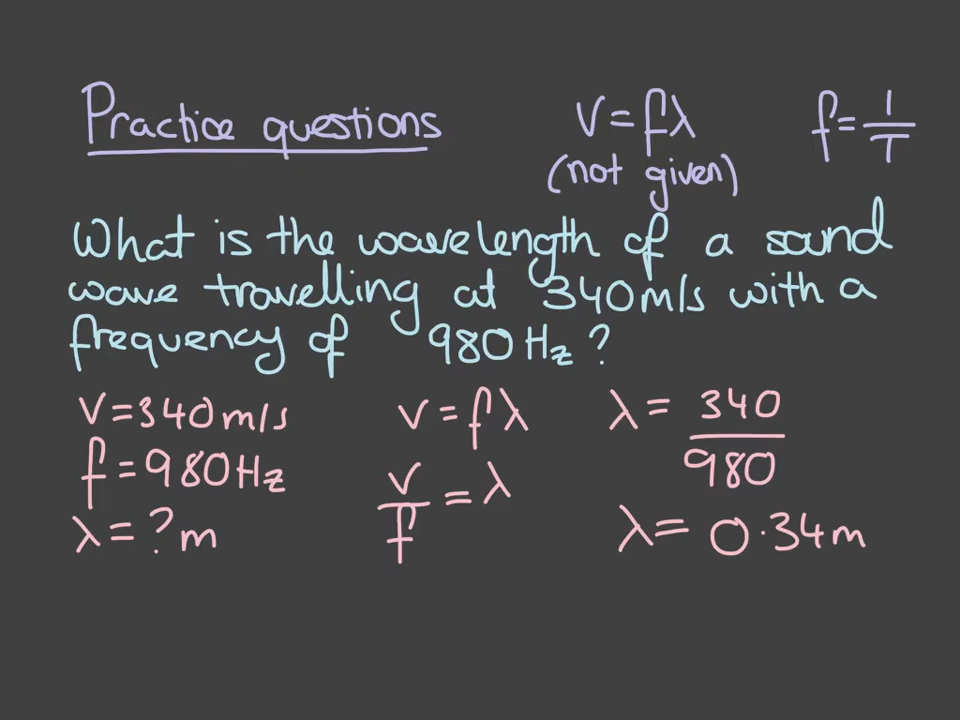 Practice questions
v=fλ
(not given)
f=1/T
What is the wavelength of a sound
wave travelling at 340m/s with a
frequency of 980Hz?
V=340m/s
f=980Hz
λ=?m
v=fλ
v/f=λ
λ=340/980
λ=0.34m